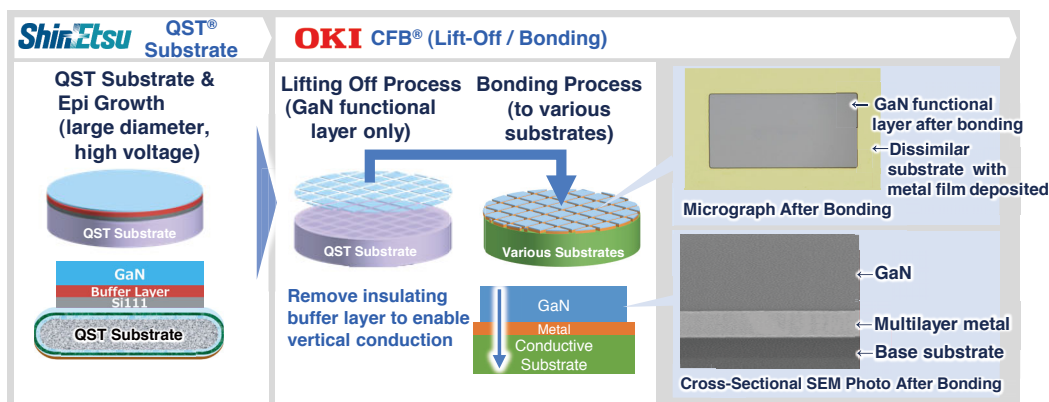 ShinEtsu
QST®
Substrate
OKI CFB® (Lift-Off / Bonding)
QST Substrate &
Epi Growth
(large diameter,
high voltage)
QST Substrate
GaN
Buffer Layer
Si111
QST Substrate
Lifting Off Process
(GaN functional
layer only)
QST Substrate
Bonding Process
(to various
substrates)
Various Substrates
Remove insulating
buffer layer to enable
vertical conduction
GaN
Metal
Conductive
Substrate
←GaN functional
layer after bonding
←Dissimilar
substrate with
metal film deposited
Micrograph After Bonding
←GaN
←Multilayer metal
←Base substrate
Cross-Sectional SEM Photo After Bonding